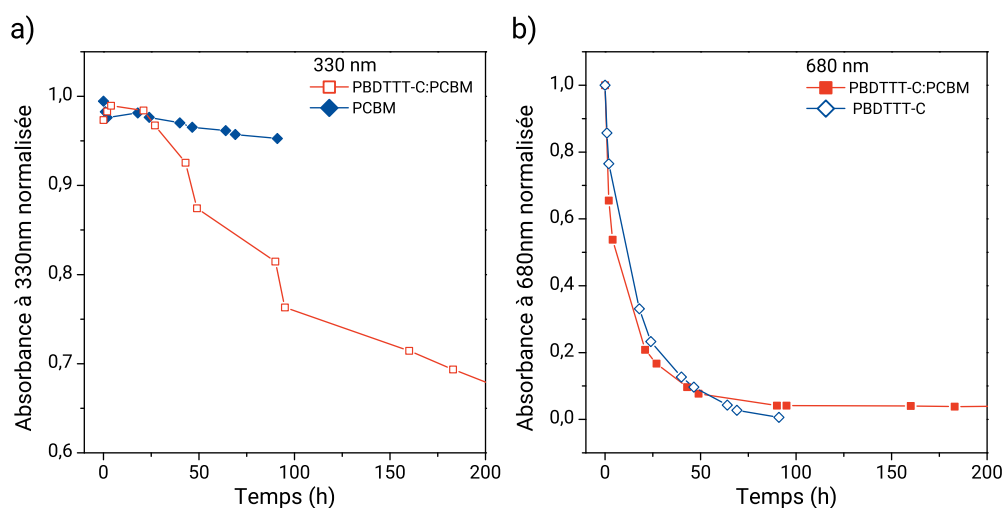 a)
330 nm
PBDTTT-C:PCBM
PCBM
Absorbance à 330nm normalisée
1,0
0,9
0,8
0,7
0,6
0
50
100
150
200
Temps (h)
b)
680 nm
PBDTTT-C:PCBM
PBDTTT-C
Absorbance à 680nm normalisée
1,0
0,8
0,6
0,4
0,2
0,0
0
50
100
150
200
Temps (h)